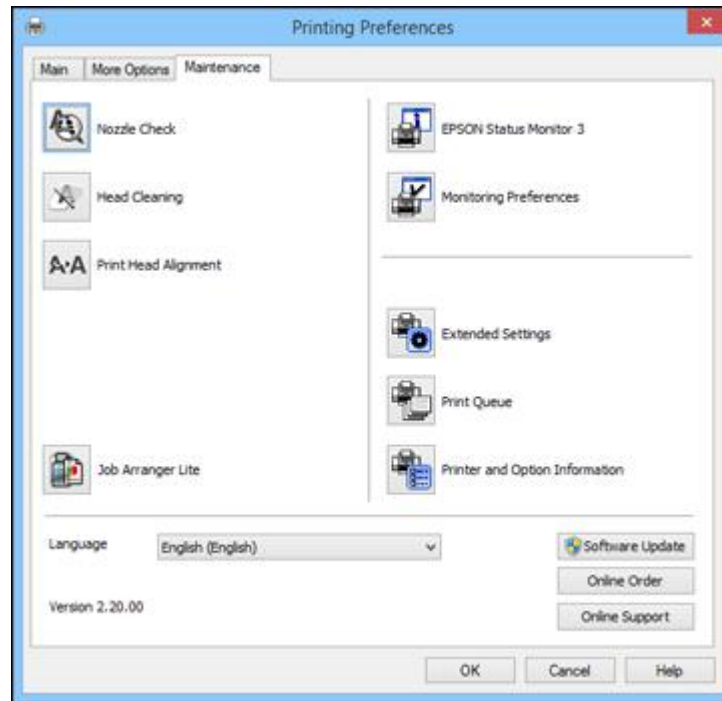 Printing Preferences
Main More Options Maintenance
Nozzle Check
EPSON Status Monitor 3
Head Cleaning
Monitoring Preferences
A·A Print Head Alignment
Extended Settings
Print Queue
Job Arranger Lite
Printer and Option Information
Language English (English)
Software Update
Online Order
Version 2.20.00
Online Support
OK Cancel Help